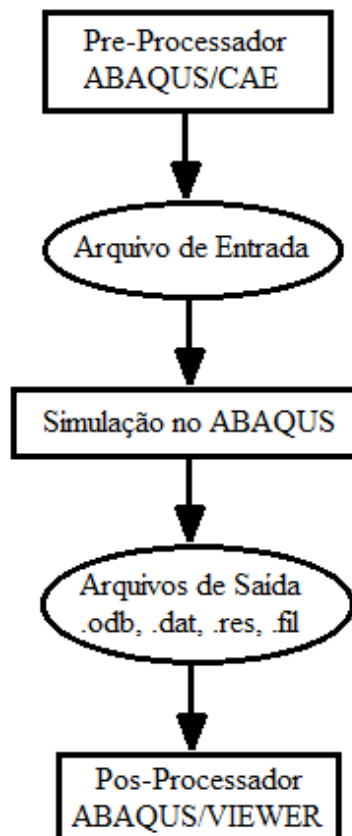 Pre-Processador
ABAQUS/CAE
Arquivo de Entrada
Simulação no ABAQUS
Arquivos de Saída
.odb, .dat, .res, .fil
Pos-Processador
ABAQUS/VIEWER